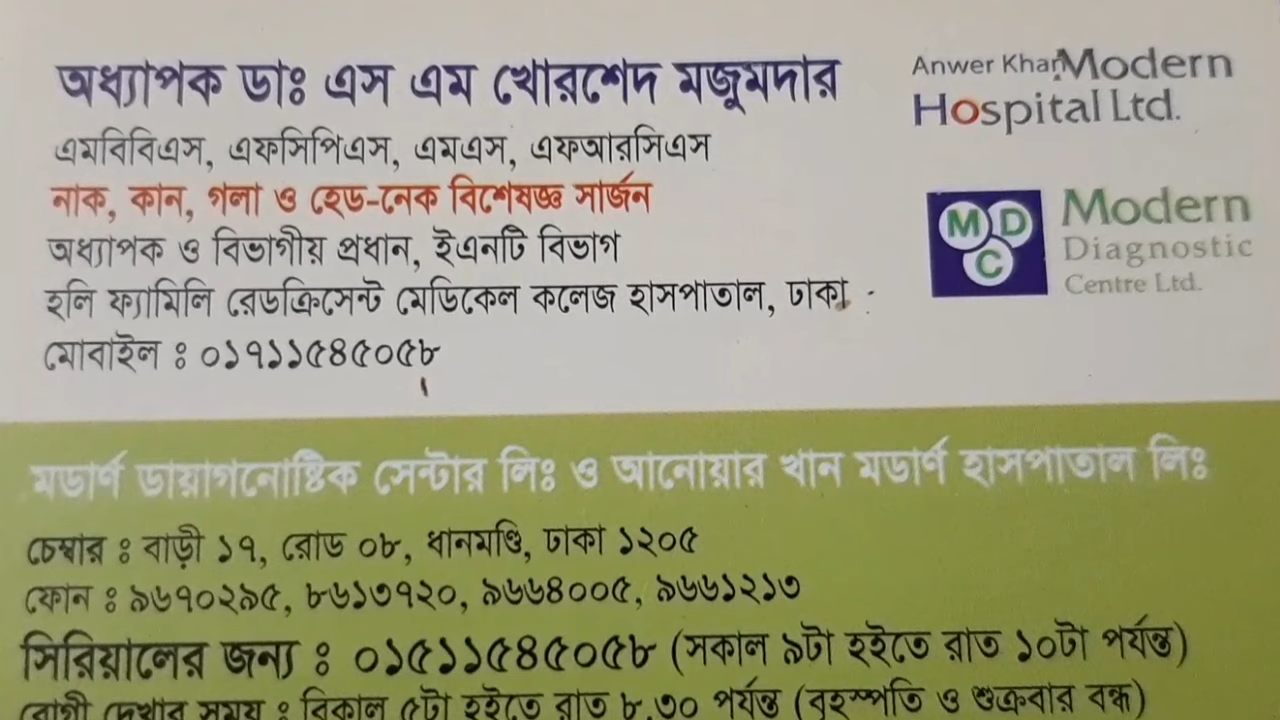 অধ্যাপক ডাঃ এস এম খোরশেদ মজুমদার
এমবিবিএস, এফসিপিএস, এমএস, এফআরসিএস
নাক, কান, গলা ও হেড-নেক বিশেষজ্ঞ সার্জন
অধ্যাপক ও বিভাগীয় প্রধান, ইএনটি বিভাগ
হলি ফ্যামিলি রেডক্রিসেন্ট মেডিকেল কলেজ হাসপাতাল, ঢাকা
মোবাইল : ০১৭১১৫৪৫০৫৮
Anwer Khan Modern
Hospital Ltd.
MDC
Modern
Diagnostic
Centre Ltd.
মডার্ণ ডায়াগনোষ্টিক সেন্টার লিঃ ও আনোয়ার খান মডার্ণ হাসপাতাল লিঃ
চেম্বার : বাড়ী ১৭, রোড ০৮, ধানমণ্ডি, ঢাকা ১২০৫
ফোন : ৯৬৭০২৯৫, ৮৬১৩৭২০, ৯৬৬৪০০৫, ৯৬৬১২১৩
সিরিয়ালের জন্য : ০১৫১১৫৪৫০৫৮ (সকাল ৯টা হইতে রাত ১০টা পর্যন্ত)
রোগী দেখার সময় : বিকাল ৫টা হইতে রাত ৮.৩০ পর্যন্ত (বৃহস্পতি ও শুক্রবার বন্ধ)